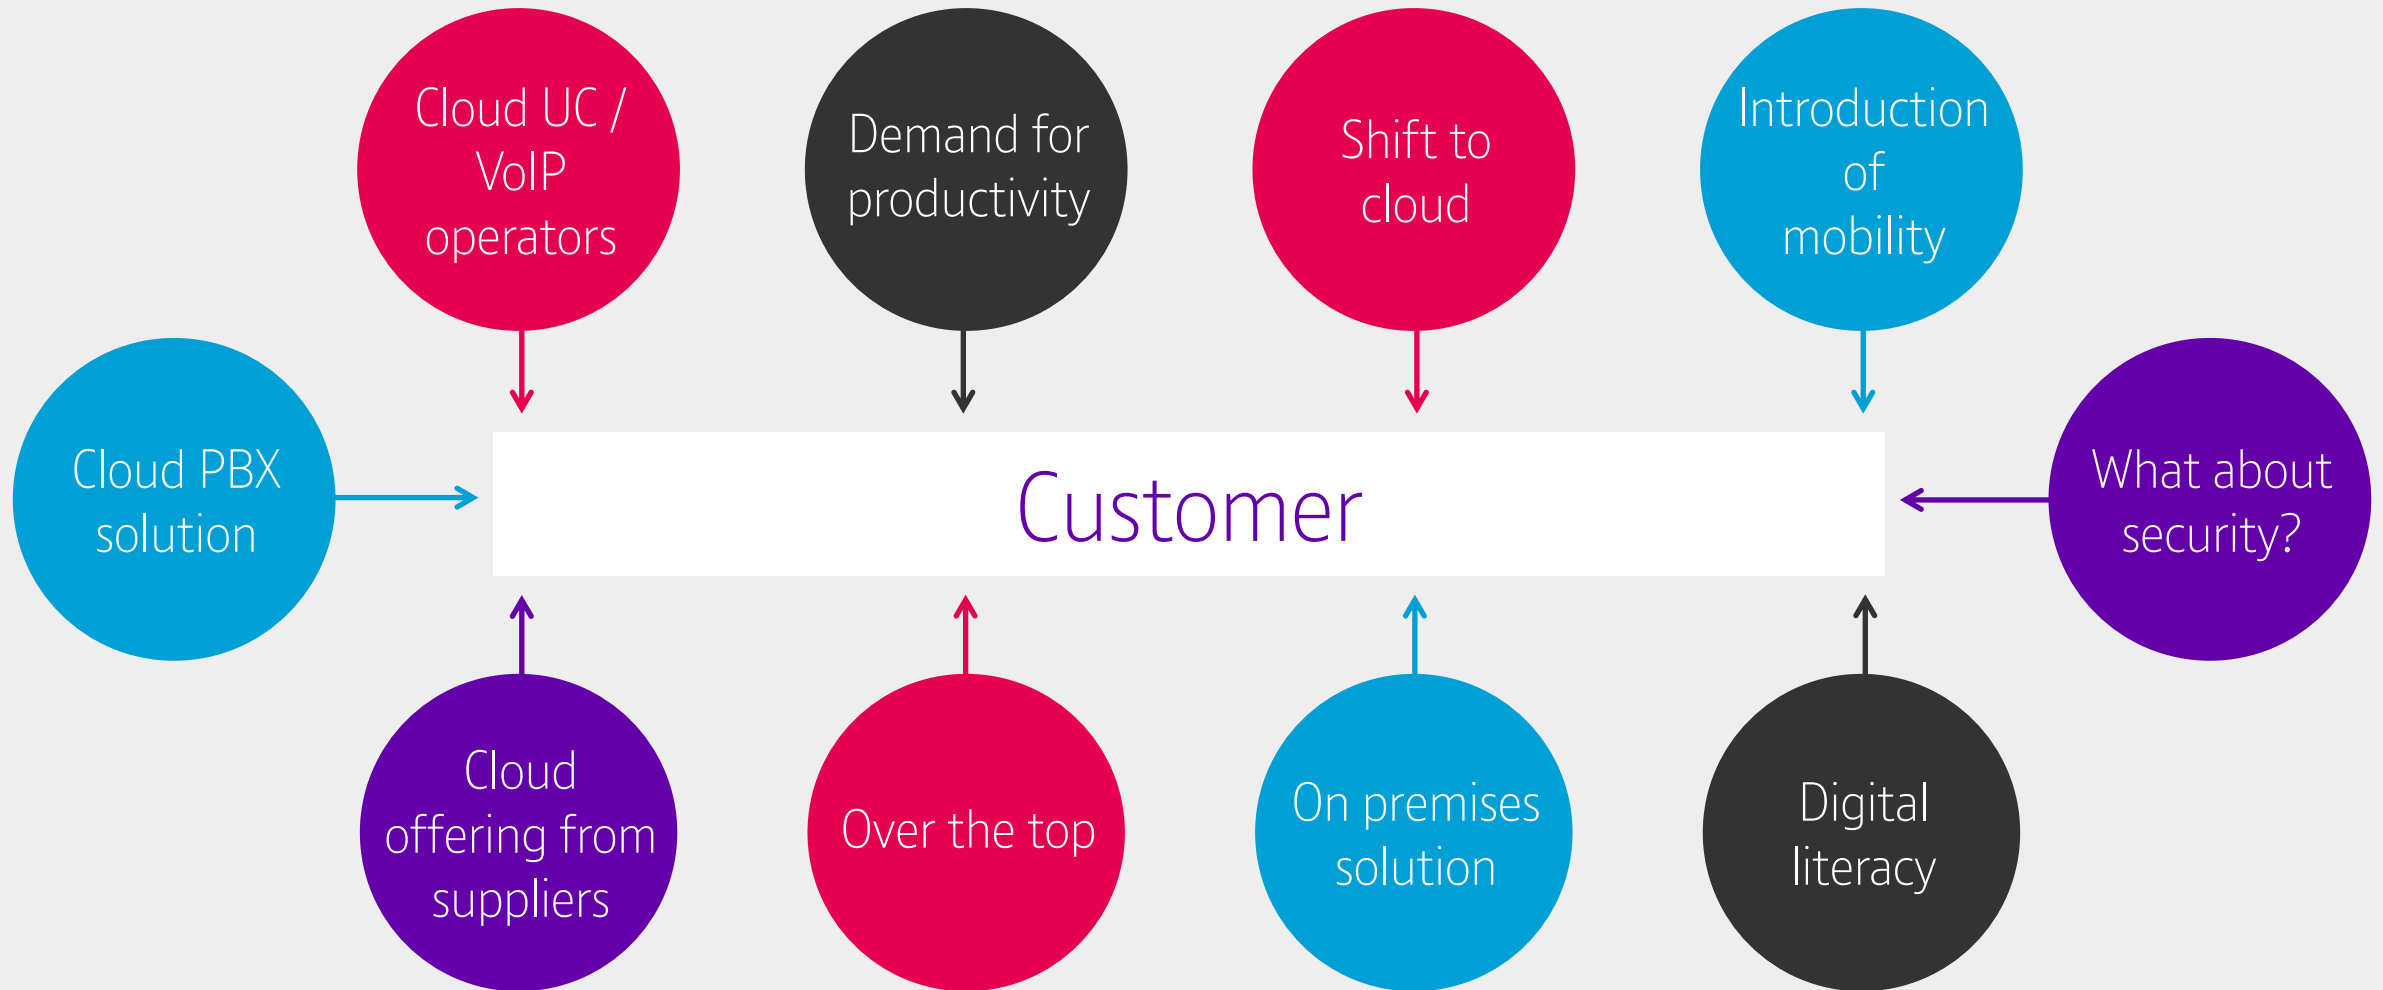 Cloud UC /
VoIP
operators
Demand for
productivity
Shift to
cloud
Introduction
of
mobility
Cloud PBX
solution
Customer
What about
security?
Cloud
offering from
suppliers
Over the top
On premises
solution
Digital
literacy